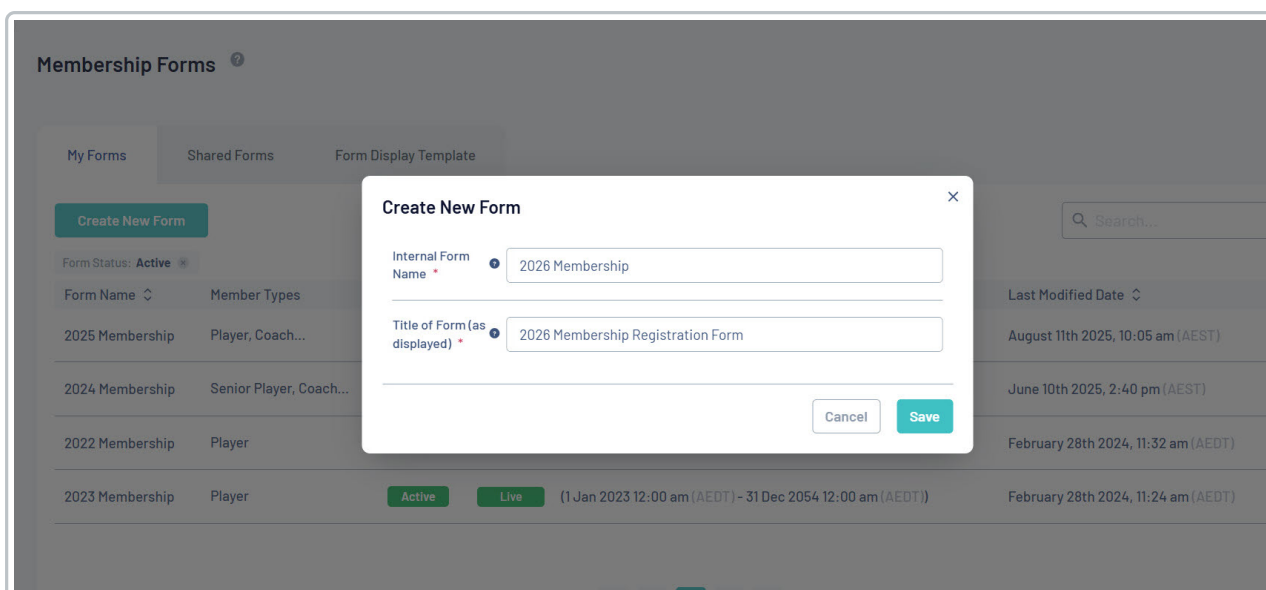 Membership Forms ?
My Forms Shared Forms Form Display Template
Create New Form
Search...
Form Status: Active
Form Name Member Types Last Modified Date
2025 Membership Player, Coach... August 11th 2025, 10:05 am (AEST)
2024 Membership Senior Player, Coach... June 10th 2025, 2:40 pm (AEST)
2022 Membership Player February 28th 2024, 11:32 am (AEDT)
2023 Membership Player Active Live (1 Jan 2023 12:00 am (AEDT) - 31 Dec 2054 12:00 am (AEDT)) February 28th 2024, 11:24 am (AEDT)
Create New Form
Internal Form
Name * ? 2026 Membership
Title of Form (as
displayed) * ? 2026 Membership Registration Form
Cancel Save